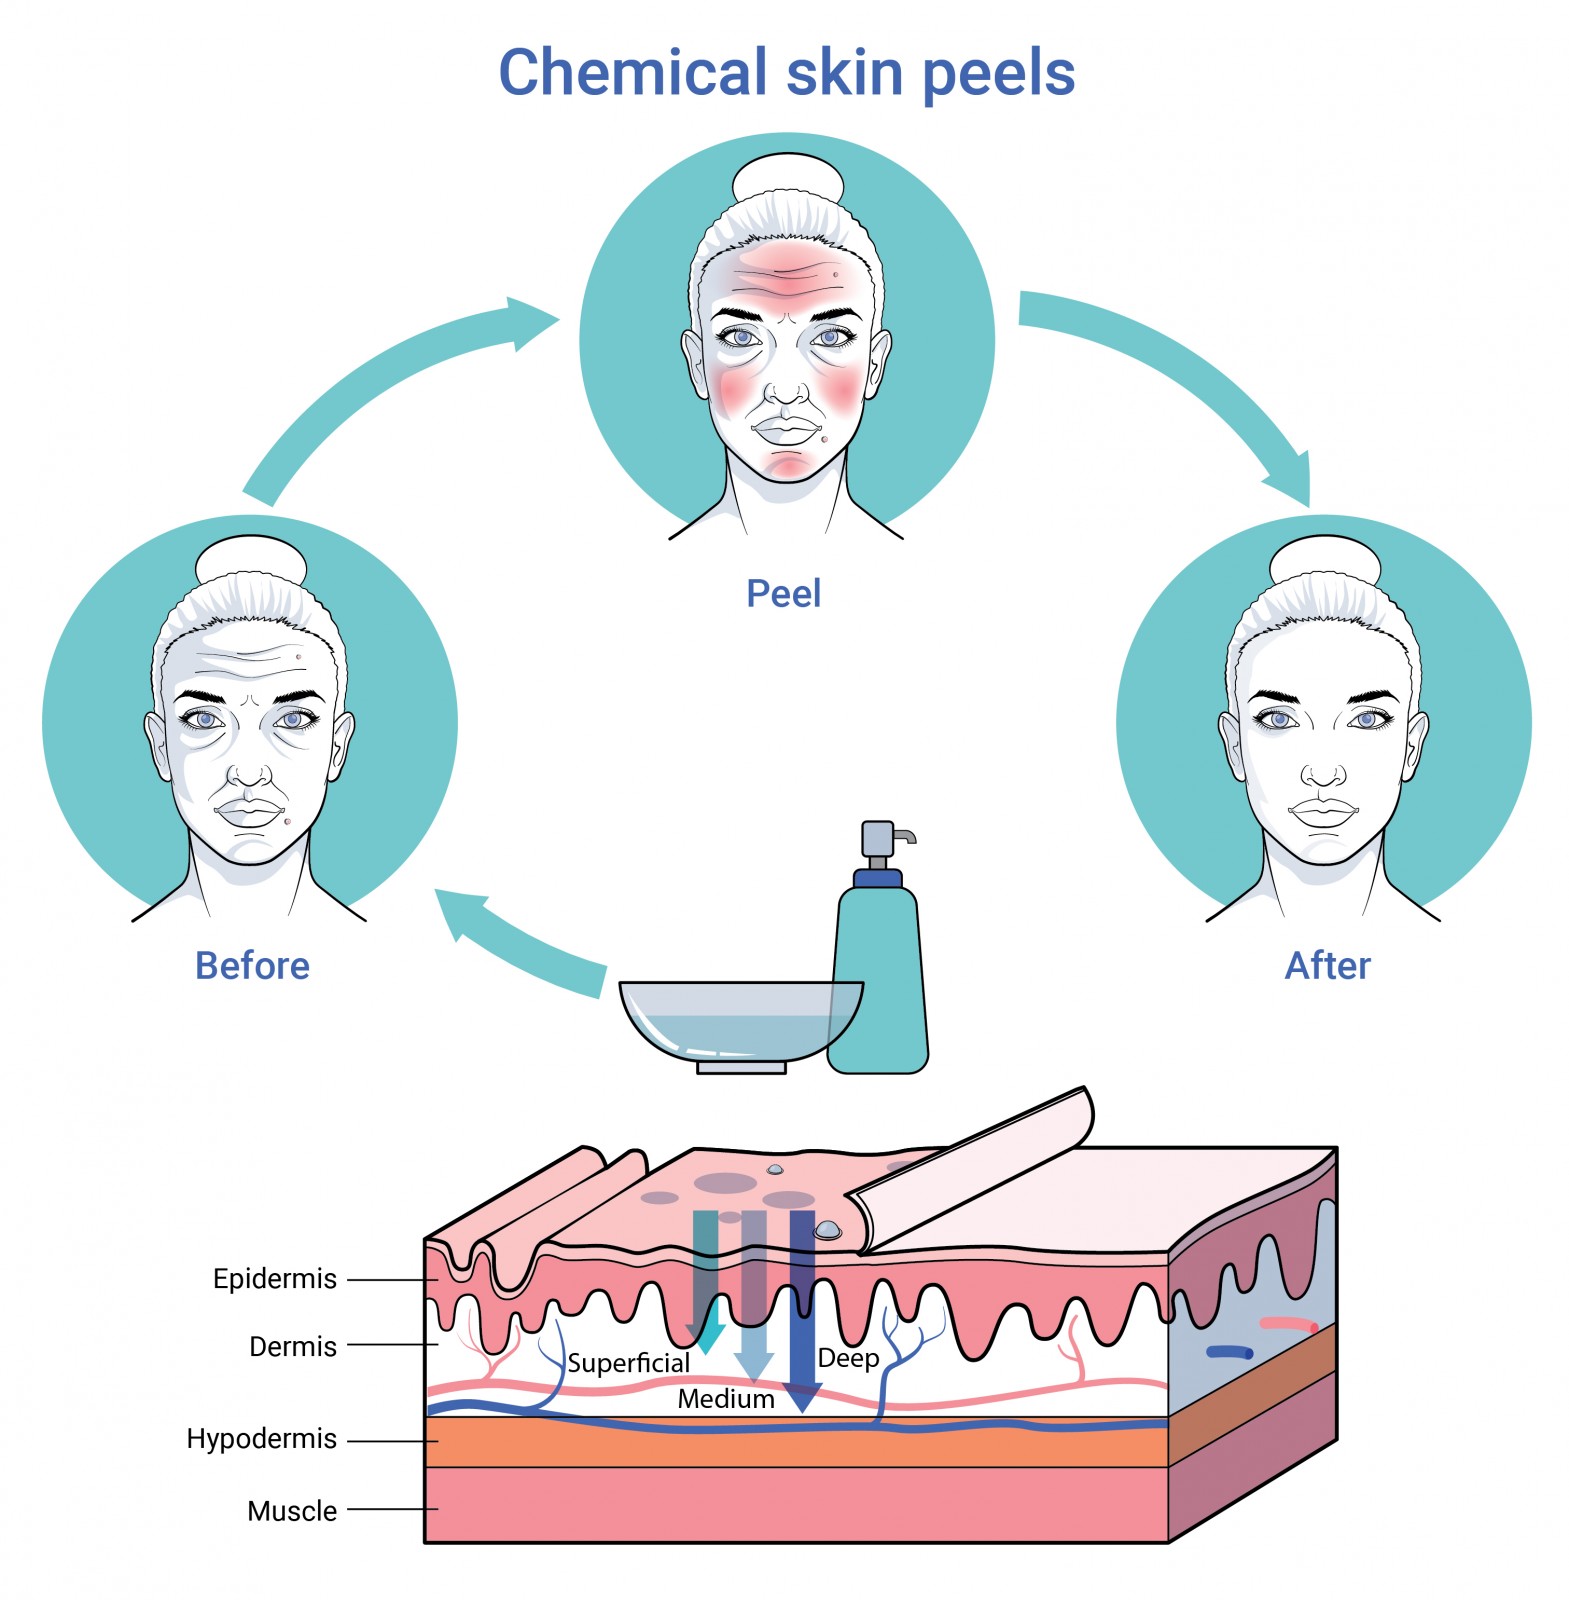 Chemical skin peels
Peel
Before
After
Epidermis
Dermis
Superficial
Deep
Medium
Hypodermis
Muscle